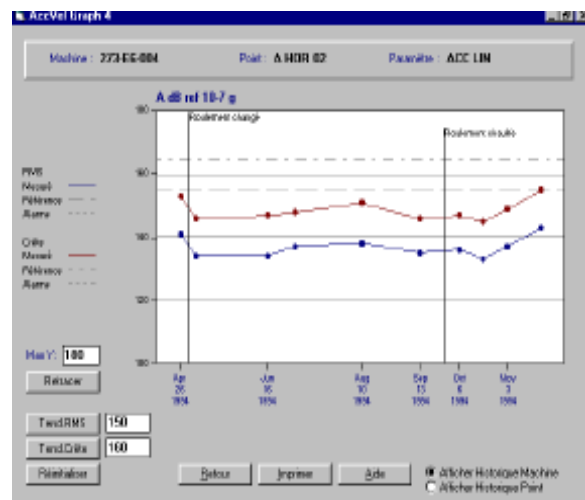 AccVel Graph 4
Machine : 273-EG-004 Point : A HOR 02 Paramètre : ACC LIN
A dB ref 10-7 g
Roulement changé
Roulement
180
160
140
120
100
RMS
Mesuré
Référence
Alarme
Crête
Mesuré
Référence
Alarme
Max Y: 180
Retracer
Apr 26 1994
Jun 16 1994
Aug 10 1994
Sep 13 1994
Oct 6 1994
Nov 3 1994
Tend.RMS 150
Tend.Crête 160
Réinitialiser
Retour
Imprimer
Aide
Afficher Historique Machine
Afficher Historique Point